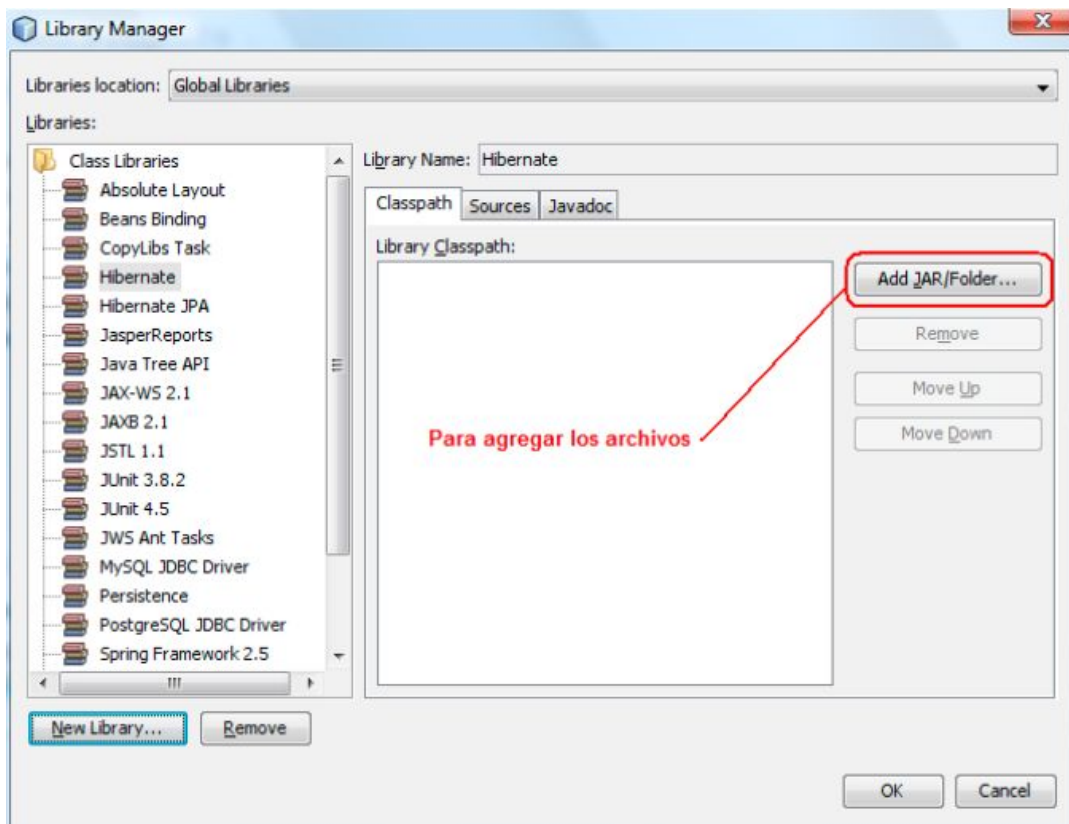 Library Manager
Libraries location: Global Libraries
Libraries:
Class Libraries
Absolute Layout
Beans Binding
CopyLibs Task
Hibernate
Hibernate JPA
JasperReports
Java Tree API
JAX-WS 2.1
JAXB 2.1
JSTL 1.1
JUnit 3.8.2
JUnit 4.5
JWS Ant Tasks
MySQL JDBC Driver
Persistence
PostgreSQL JDBC Driver
Spring Framework 2.5
New Library... Remove
Library Name: Hibernate
Classpath Sources Javadoc
Library Classpath:
Add JAR/Folder...
Remove
Move Up
Move Down
Para agregar los archivos
OK Cancel